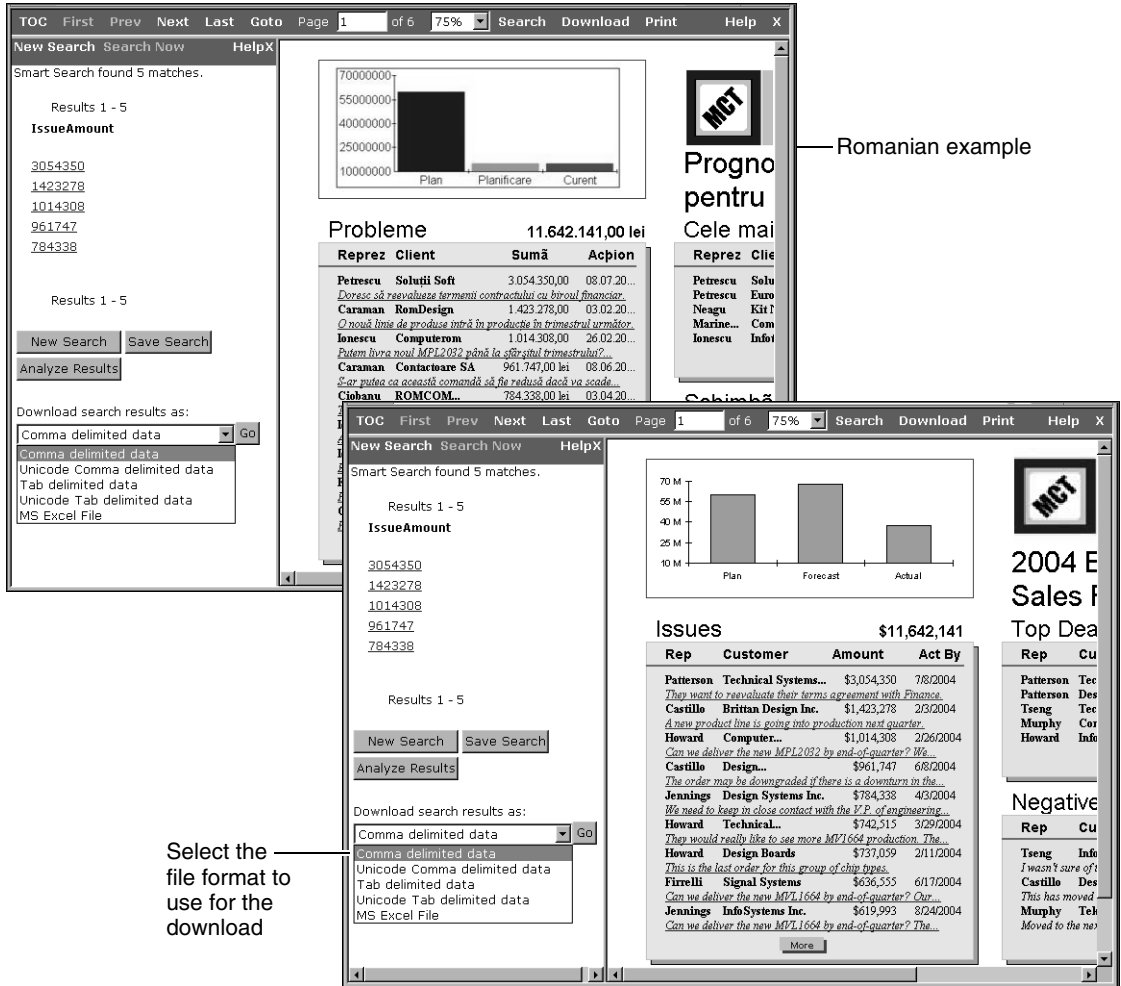 TOC First Prev Next Last Goto Page 1 of 6 75% Search Download Print Help X
New Search Search Now HelpX
Smart Search found 5 matches.
Results 1 - 5
IssueAmount
3054350
1423278
1014308
961747
784338
Results 1 - 5
New Search Save Search
Analyze Results
Download search results as:
Comma delimited data Go
Comma delimited data
Unicode Comma delimited data
Tab delimited data
Unicode Tab delimited data
MS Excel File
70000000
55000000
40000000
25000000
10000000
Plan Planificare Curent
Probleme 11.642.141,00 lei
Reprez Client Sumã Acþion
Petrescu Soluţii Soft 3.054.350,00 08.07.20...
Doresc să reevalueze termenii contractului cu biroul financiar.
Caraman RomDesign 1.423.278,00 03.02.20...
O nouă linie de produse intră în producţie în trimestrul următor.
Ionescu Computerom 1.014.308,00 26.02.20...
Putem livra noul MPL2032 până la sfârşitul trimestrului?...
Caraman Contactoare SA 961.747,00 lei 08.06.20...
S-ar putea ca această comandă să fie redusă dacă va scade...
Ciobanu ROMCOM... 784.338,00 lei 03.04.20...
MCT
Progno
pentru
Cele mai
Reprez Clie
Petrescu Solu
Petrescu Euro
Neagu Kit
Marine... Com
Ionescu Infot
Schimbã
Romanian example
TOC First Prev Next Last Goto Page 1 of 6 75% Search Download Print Help X
New Search Search Now HelpX
Smart Search found 5 matches.
Results 1 - 5
IssueAmount
3054350
1423278
1014308
961747
784338
Results 1 - 5
New Search Save Search
Analyze Results
Download search results as:
Comma delimited data Go
Comma delimited data
Unicode Comma delimited data
Tab delimited data
Unicode Tab delimited data
MS Excel File
70 M
55 M
40 M
25 M
10 M
Plan Forecast Actual
Issues $11,642,141
Rep Customer Amount Act By
Patterson Technical Systems... $3,054,350 7/8/2004
They want to reevaluate their terms agreement with Finance.
Castillo Brittan Design Inc. $1,423,278 2/3/2004
A new product line is going into production next quarter.
Howard Computer... $1,014,308 2/26/2004
Can we deliver the new MPL2032 by end-of-quarter? We...
Castillo Design... $961,747 6/8/2004
The order may be downgraded if there is a downturn in the...
Jennings Design Systems Inc. $784,338 4/3/2004
We need to keep in close contact with the V.P. of engineering...
Howard Technical... $742,515 3/29/2004
They would really like to see more MV1664 production. The...
Howard Design Boards $737,059 2/11/2004
This is the last order for this group of chip types.
Firrelli Signal Systems $636,555 6/17/2004
Can we deliver the new MVL1664 by end-of-quarter? Our...
Jennings InfoSystems Inc. $619,993 8/24/2004
Can we deliver the new MVL1664 by end-of-quarter? The...
More
MCT
2004 E
Sales F
Top Dea
Rep Cu
Patterson Tec
Patterson Des
Tseng Tec
Murphy Cor
Howard Info
Negative
Rep Cu
Tseng Info
I wasn't sure of t
Castillo Des
This has moved
Murphy Tek
Moved to the nex
Select the
file format to
use for the
download